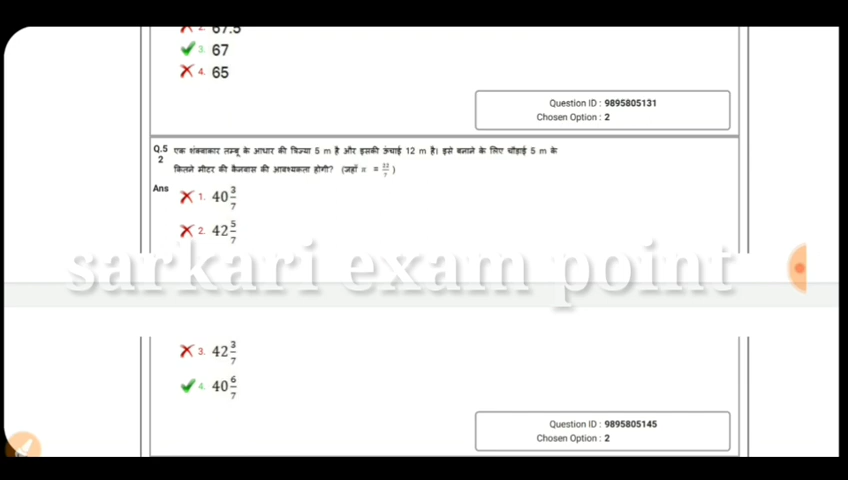 2. 67.5
3. 67
4. 65
Question ID : 9895805131
Chosen Option : 2
Q.5 एक शंक्वाकार तम्बू के आधार की त्रिज्या 5 m है और इसकी ऊंचाई 12 m है। इसे बनाने के लिए चौड़ाई 5 m के
2 कितने मीटर की कैनवास की आवश्यकता होगी? (जहाँ π = 22/7)
Ans
1. 40 3/7
2. 42 5/7
sarkari exam point
3. 42 3/7
4. 40 6/7
Question ID : 9895805145
Chosen Option : 2